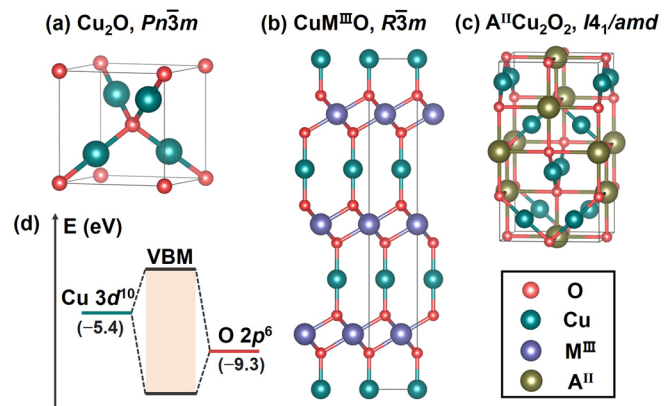 (a) Cu₂O, Pn3̅m
(b) CuMᴵᴵᴵO, R3̅m
(c) AᴵᴵCu₂O₂, I4₁/amd
(d)
E (eV)
VBM
Cu 3d¹⁰
(−5.4)
O 2p⁶
(−9.3)
O
Cu
Mᴵᴵᴵ
Aᴵᴵ